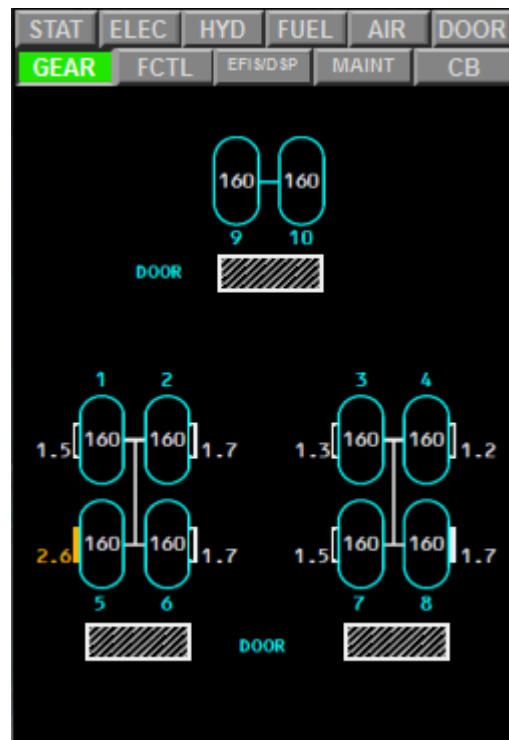 STAT ELEC HYD FUEL AIR DOOR
GEAR FCTL EFIS/DSP MAINT CB
160 160
9 10
DOOR
1 2 3 4
1.5 160 160 1.7 1.3 160 160 1.2
2.6 160 160 1.7 1.5 160 160 1.7
5 6 7 8
DOOR